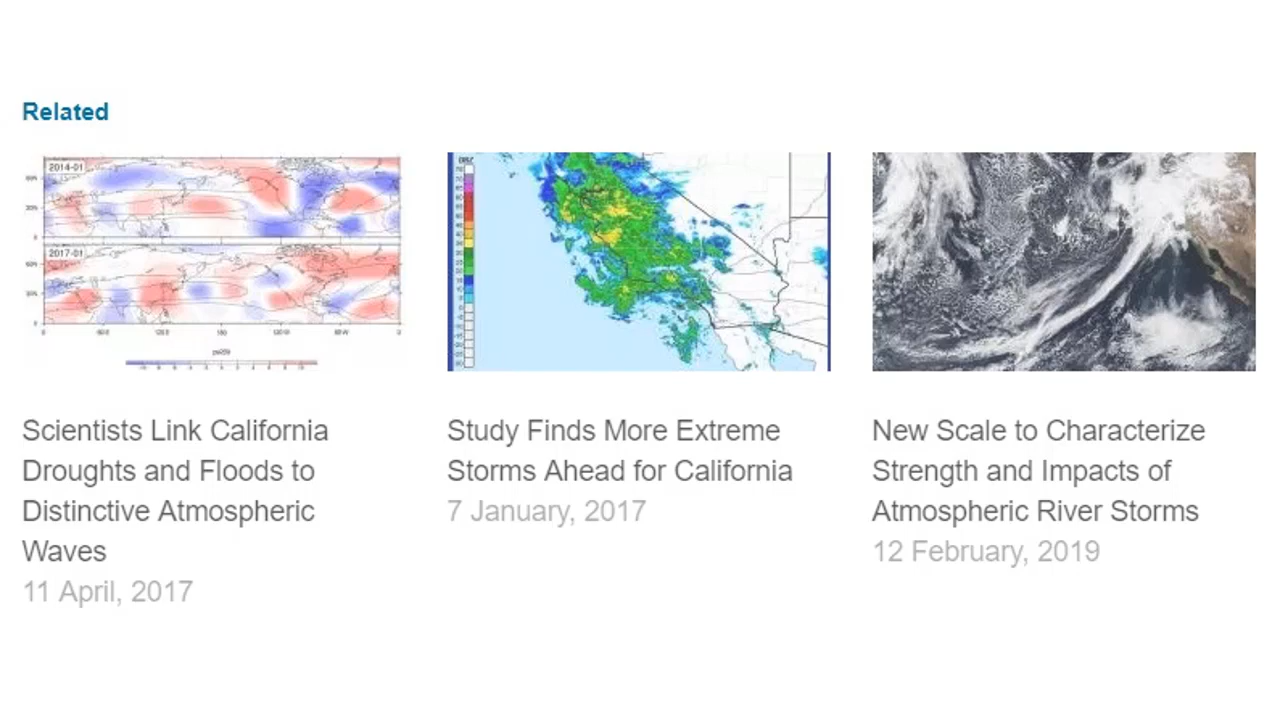 Related
2014-01
2017-01
Scientists Link California
Droughts and Floods to
Distinctive Atmospheric
Waves
11 April, 2017
Study Finds More Extreme
Storms Ahead for California
7 January, 2017
New Scale to Characterize
Strength and Impacts of
Atmospheric River Storms
12 February, 2019